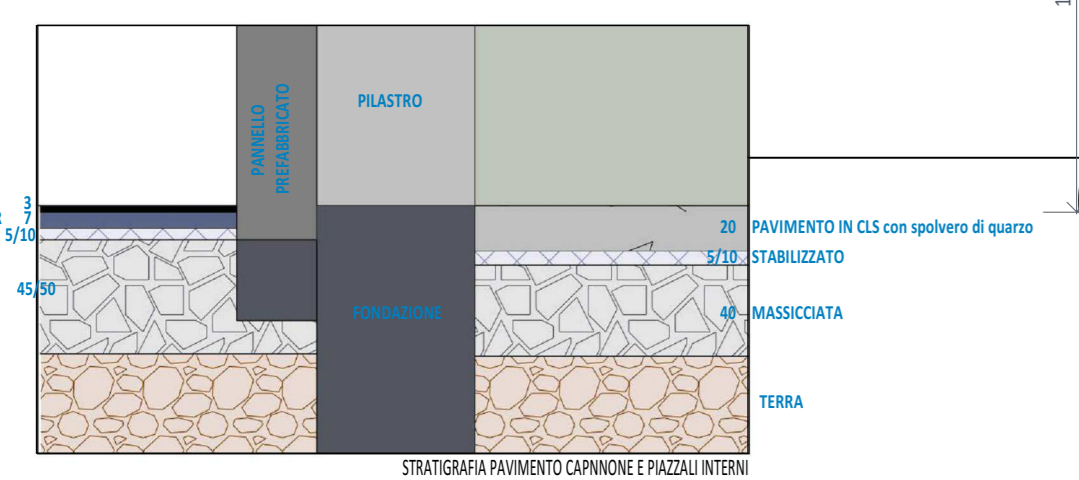 PANNELLO
PREFABBRICATO
PILASTRO
3
R 7
5/10
45/50
FONDAZIONE
20 PAVIMENTO IN CLS con spolvero di quarzo
5/10 STABILIZZATO
40 MASSICCIATA
TERRA
STRATIGRAFIA PAVIMENTO CAPNNONE E PIAZZALI INTERNI
1